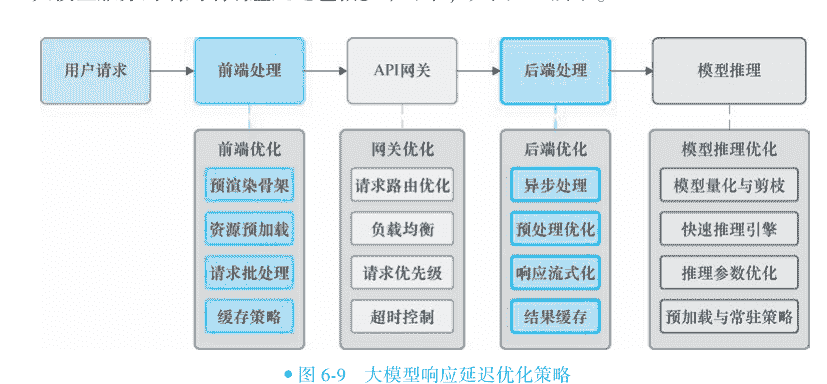 用户请求
前端处理
API网关
后端处理
模型推理
前端优化
预渲染骨架
资源预加载
请求批处理
缓存策略
网关优化
请求路由优化
负载均衡
请求优先级
超时控制
后端优化
异步处理
预处理优化
响应流式化
结果缓存
模型推理优化
模型量化与剪枝
快速推理引擎
推理参数优化
预加载与常驻策略
●图 6-9 大模型响应延迟优化策略